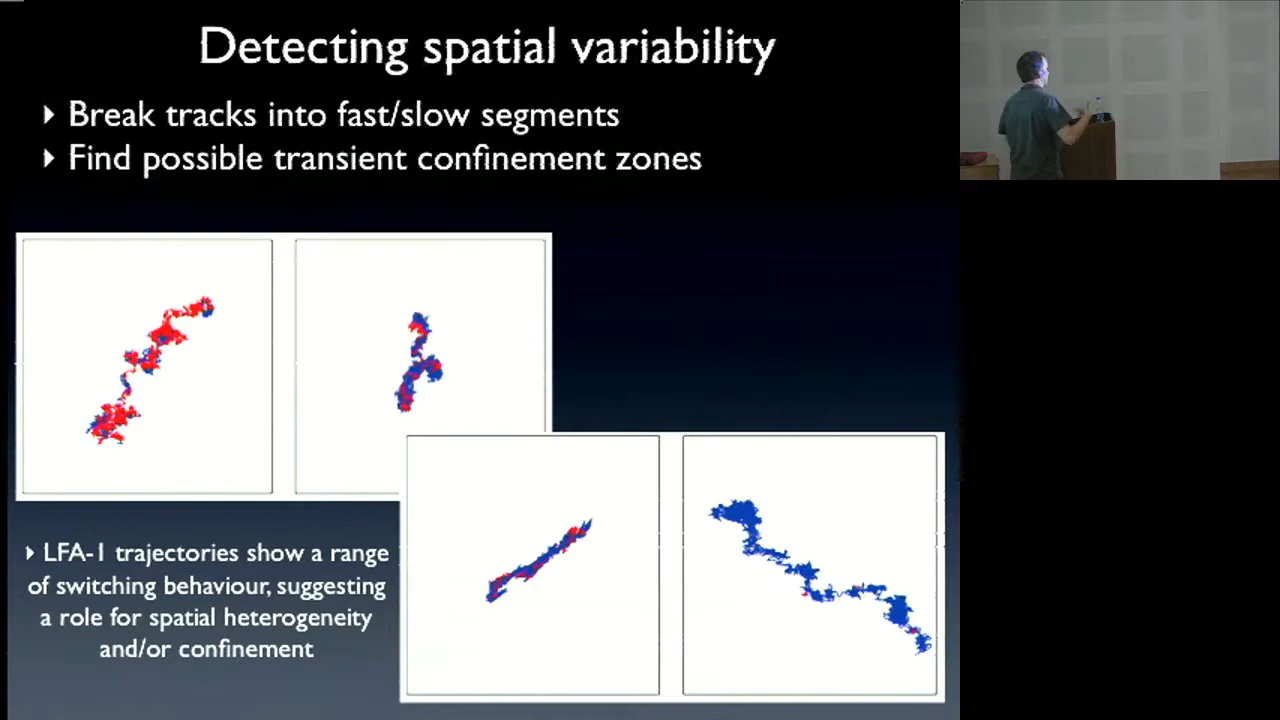 Detecting spatial variability
Break tracks into fast/slow segments
Find possible transient confinement zones
LFA-1 trajectories show a range
of switching behaviour, suggesting
a role for spatial heterogeneity
and/or confinement